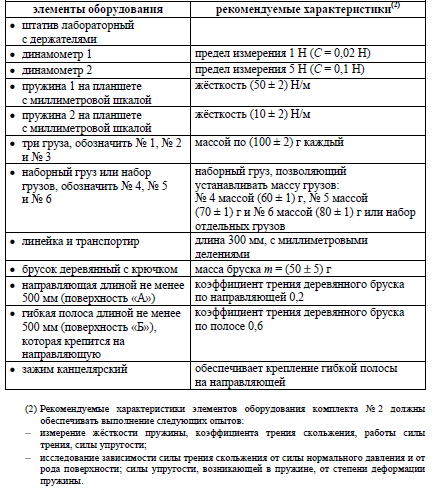 элементы оборудования рекомендуемые характеристики(2)
• штатив лабораторный
с держателями
• динамометр 1 предел измерения 1 Н (С = 0,02 Н)
• динамометр 2 предел измерения 5 Н (С = 0,1 Н)
• пружина 1 на планшете жёсткость (50 ± 2) Н/м
с миллиметровой шкалой
• пружина 2 на планшете жёсткость (10 ± 2) Н/м
с миллиметровой шкалой
• три груза, обозначить № 1, № 2 массой по (100 ± 2) г каждый
и № 3
• наборный груз или набор наборный груз, позволяющий
грузов, обозначить № 4, № 5 устанавливать массу грузов:
и № 6 № 4 массой (60 ± 1) г, № 5 массой
(70 ± 1) г и № 6 массой (80 ± 1) г или набор
отдельных грузов
• линейка и транспортир длина 300 мм, с миллиметровыми
делениями
• брусок деревянный с крючком масса бруска m = (50 ± 5) г
• направляющая длиной не менее коэффициент трения деревянного бруска
500 мм (поверхность «А») по направляющей 0,2
• гибкая полоса длиной не менее коэффициент трения деревянного бруска
500 мм (поверхность «Б»), по полосе 0,6
которая крепится на
направляющую
• зажим канцелярский обеспечивает крепление гибкой полосы
на направляющей
(2) Рекомендуемые характеристики элементов оборудования комплекта № 2 должны
обеспечивать выполнение следующих опытов:
– измерение жёсткости пружины, коэффициента трения скольжения, работы силы
трения, силы упругости;
– исследование зависимости силы трения скольжения от силы нормального давления и от
рода поверхности; силы упругости, возникающей в пружине, от степени деформации
пружины.